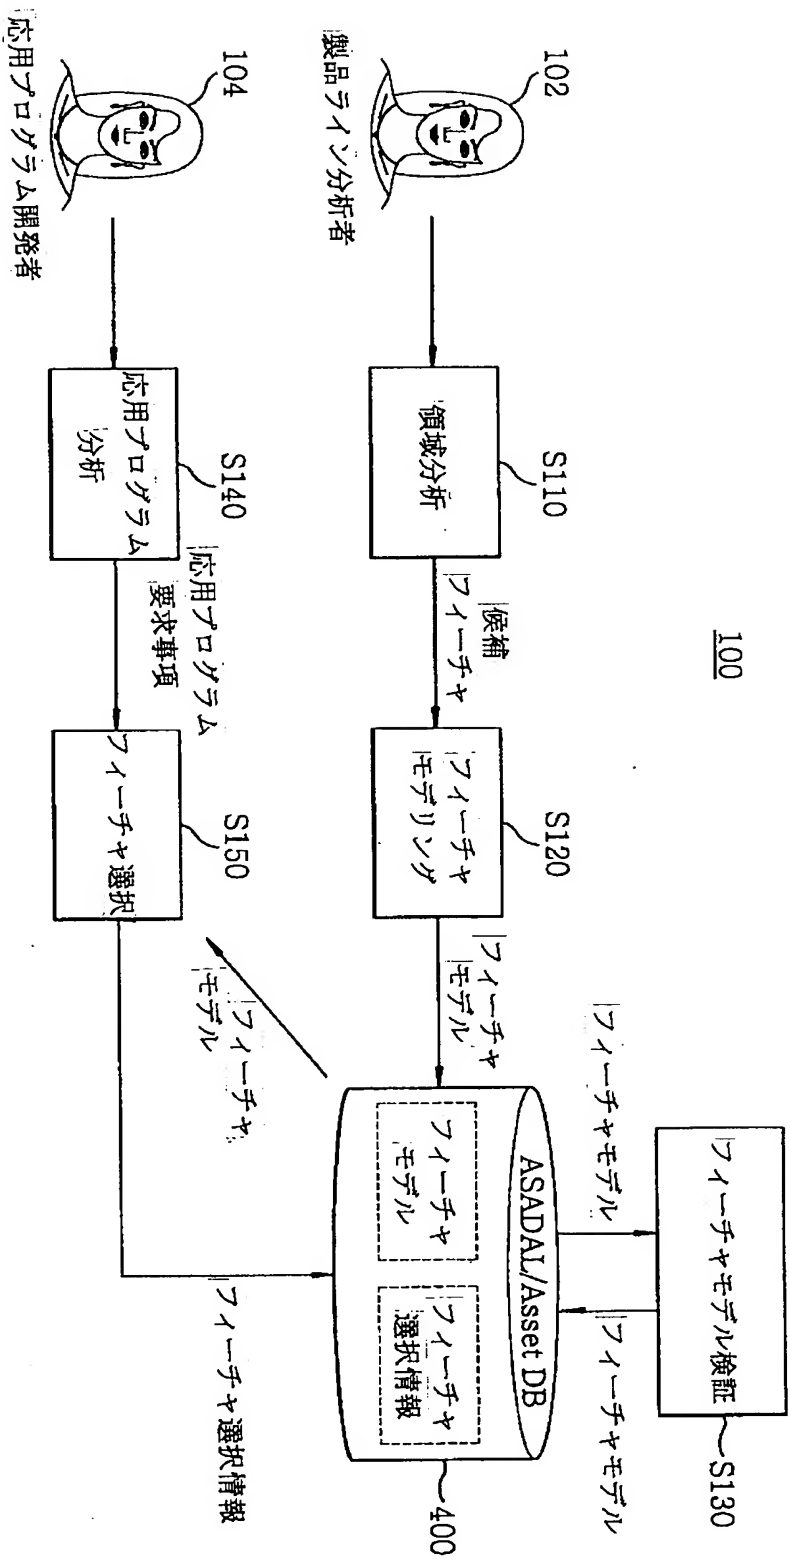 100
フィーチャモデル検証
S130
フィーチャモデル
フィーチャモデル
102
製品ライン分析者
S110
領域分析
候補
フィーチャ
S120
フィーチャ
モデリング
フィーチャ
モデル
ASADAL/Asset DB
フィーチャ
モデル
フィーチャ
選択情報
400
104
応用プログラム開発者
S140
応用プログラム
分析
応用プログラム
要求事項
S150
フィーチャ選択
フィーチャ
モデル
フィーチャ選択情報